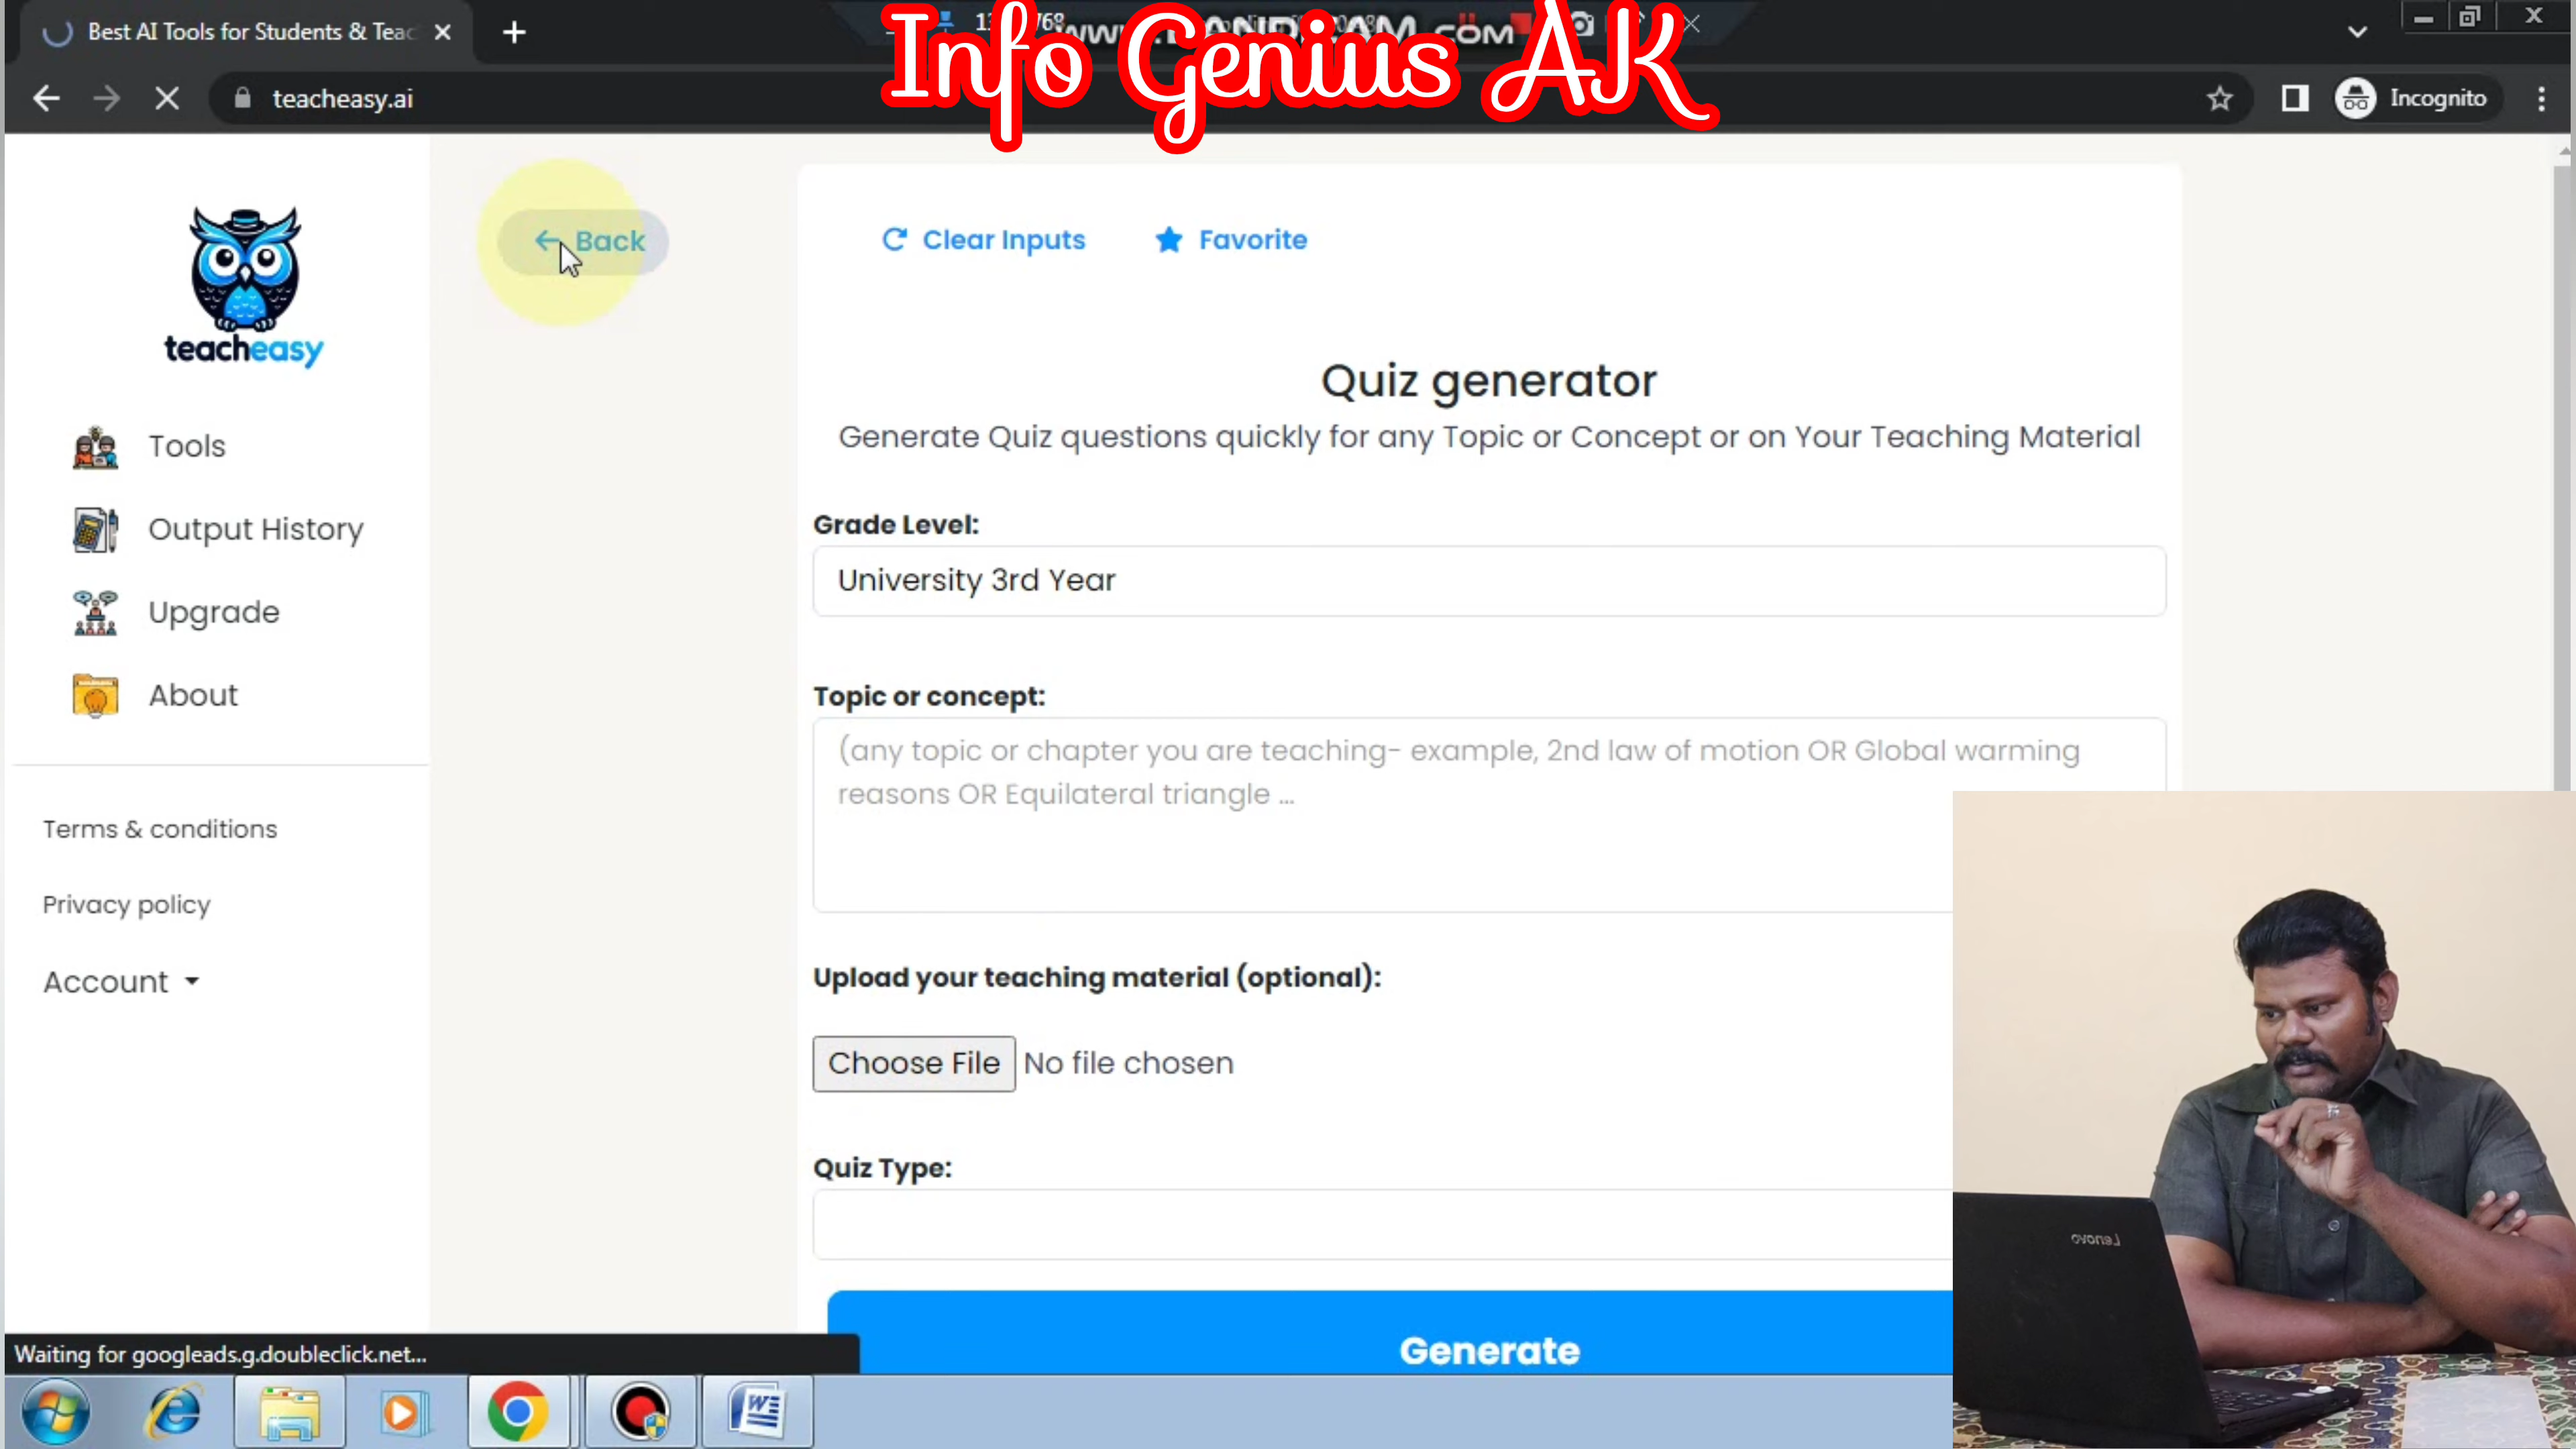 Best AI Tools for Students & Teac
WWW.BANDICAM.COM
Info Genius AK
teacheasy.ai
Incognito
teacheasy
Tools
Output History
Upgrade
About
Terms & conditions
Privacy policy
Account
Back
Clear Inputs
Favorite
Quiz generator
Generate Quiz questions quickly for any Topic or Concept or on Your Teaching Material
Grade Level:
University 3rd Year
Topic or concept:
(any topic or chapter you are teaching- example, 2nd law of motion OR Global warming
reasons OR Equilateral triangle ...
Upload your teaching material (optional):
Choose File No file chosen
Quiz Type:
Generate
Waiting for googleads.g.doubleclick.net...
Lenovo